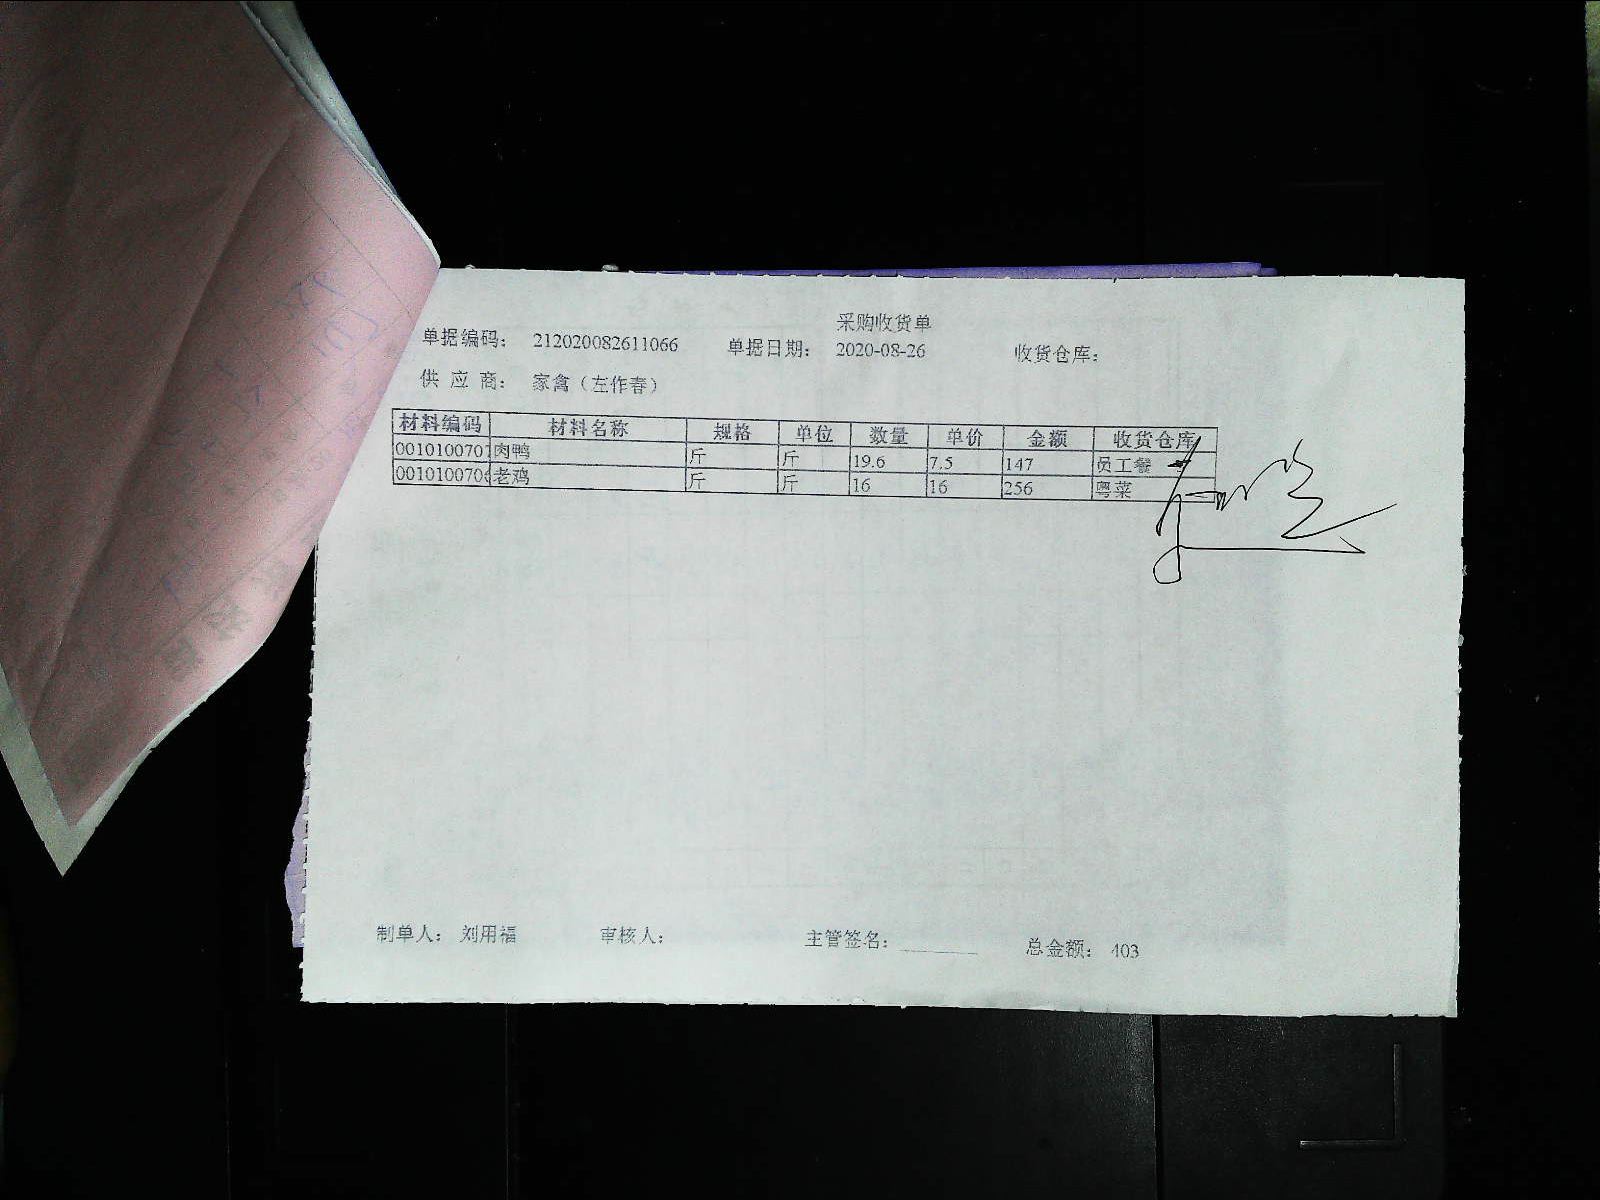 采购收货单
单据编码: 212020082611066 单据日期: 2020-08-26 收货仓库:
供 应 商: 家禽（左作春）
材料编码 材料名称 规格 单位 数量 单价 金额 收货仓库
0010100707 肉鸭 斤 斤 19.6 7.5 147 员工餐
001010070 老鸡 斤 斤 16 16 256 粤菜
制单人: 刘用福 审核人: 主管签名: 总金额: 403